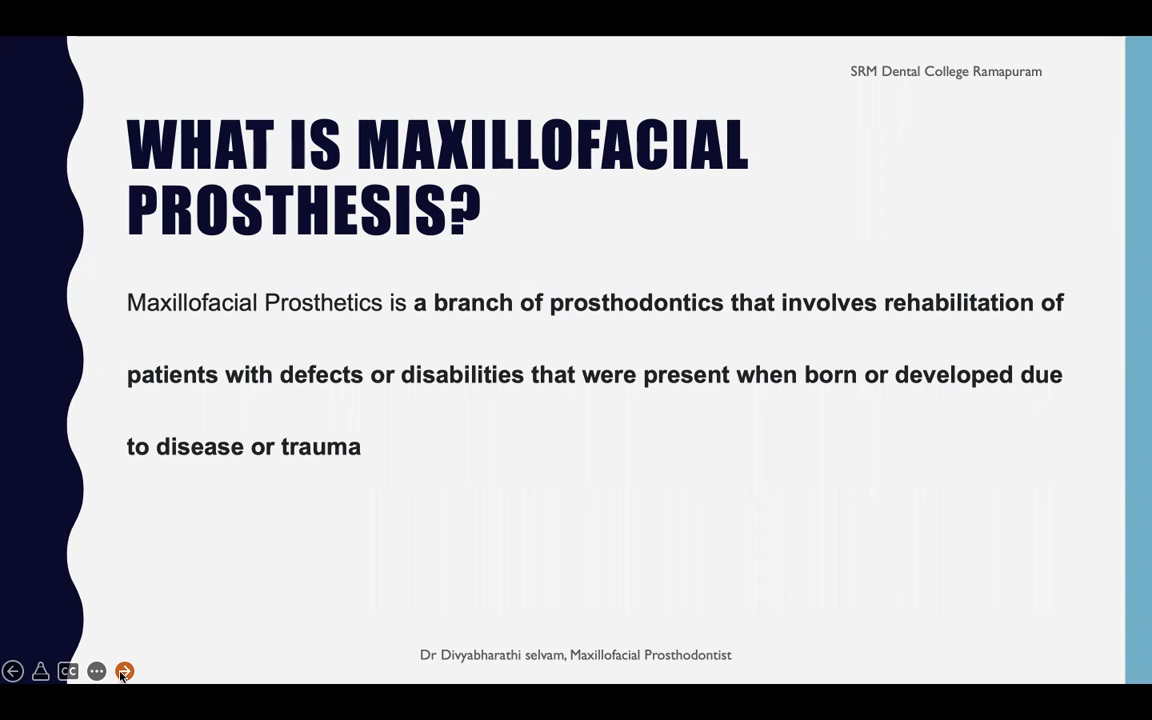 SRM Dental College Ramapuram
WHAT IS MAXILLOFACIAL
PROSTHESIS?
Maxillofacial Prosthetics is a branch of prosthodontics that involves rehabilitation of
patients with defects or disabilities that were present when born or developed due
to disease or trauma
Dr Divyabharathi selvam, Maxillofacial Prosthodontist
CC